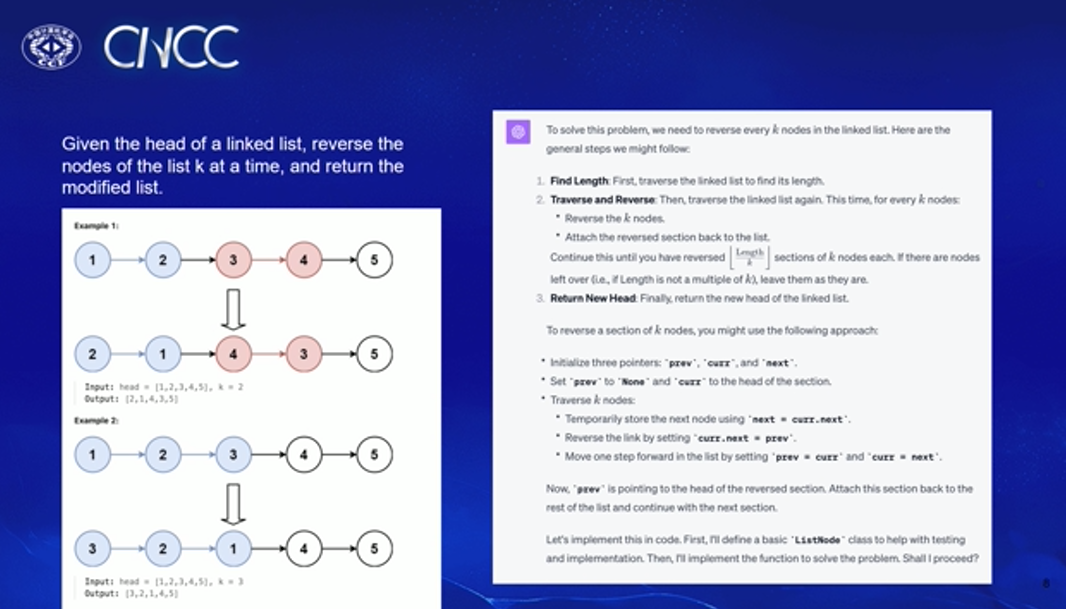 CNCC
Given the head of a linked list, reverse the
nodes of the list k at a time, and return the
modified list.
Example 1:
1 2 3 4 5
2 1 4 3 5
Input: head = [1,2,3,4,5], k = 2
Output: [2,1,4,3,5]
Example 2:
1 2 3 4 5
3 2 1 4 5
Input: head = [1,2,3,4,5], k = 3
Output: [3,2,1,4,5]
To solve this problem, we need to reverse every k nodes in the linked list. Here are the
general steps we might follow:
1. Find Length: First, traverse the linked list to find its length.
2. Traverse and Reverse: Then, traverse the linked list again. This time, for every k nodes:
• Reverse the k nodes.
• Attach the reversed section back to the list.
Continue this until you have reversed ⌊Length/k⌋ sections of k nodes each. If there are nodes
left over (i.e., if Length is not a multiple of k), leave them as they are.
3. Return New Head: Finally, return the new head of the linked list.
To reverse a section of k nodes, you might use the following approach:
• Initialize three pointers: `prev`, `curr`, and `next`.
• Set `prev` to `None` and `curr` to the head of the section.
• Traverse k nodes:
• Temporarily store the next node using `next = curr.next`.
• Reverse the link by setting `curr.next = prev`.
• Move one step forward in the list by setting `prev = curr` and `curr = next`.
Now, `prev` is pointing to the head of the reversed section. Attach this section back to the
rest of the list and continue with the next section.
Let's implement this in code. First, I'll define a basic `ListNode` class to help with testing
and implementation. Then, I'll implement the function to solve the problem. Shall I proceed?
8